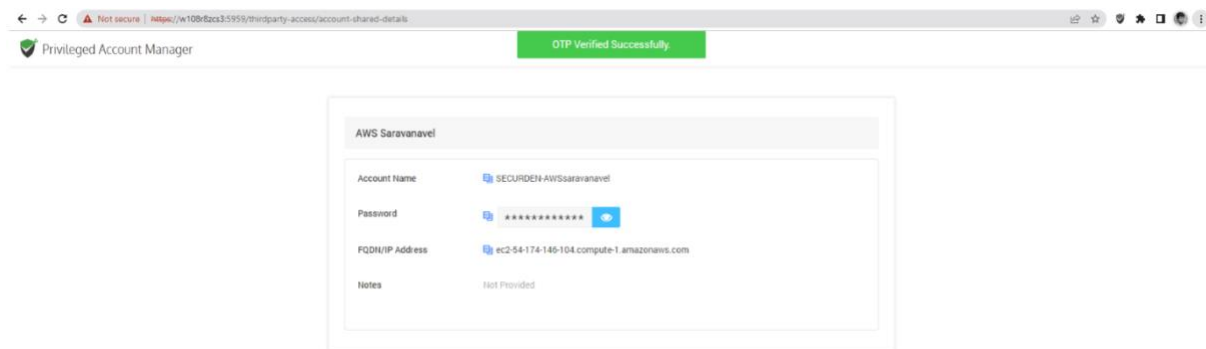 Not secure | https://w108r8zcs3:5959/thirdparty-access/account-shared-details
Privileged Account Manager
OTP Verified Successfully.
AWS Saravanavel
Account Name SECURDEN-AWSsaravanavel
Password ************
FQDN/IP Address ec2-54-174-146-104.compute-1.amazonaws.com
Notes Not Provided